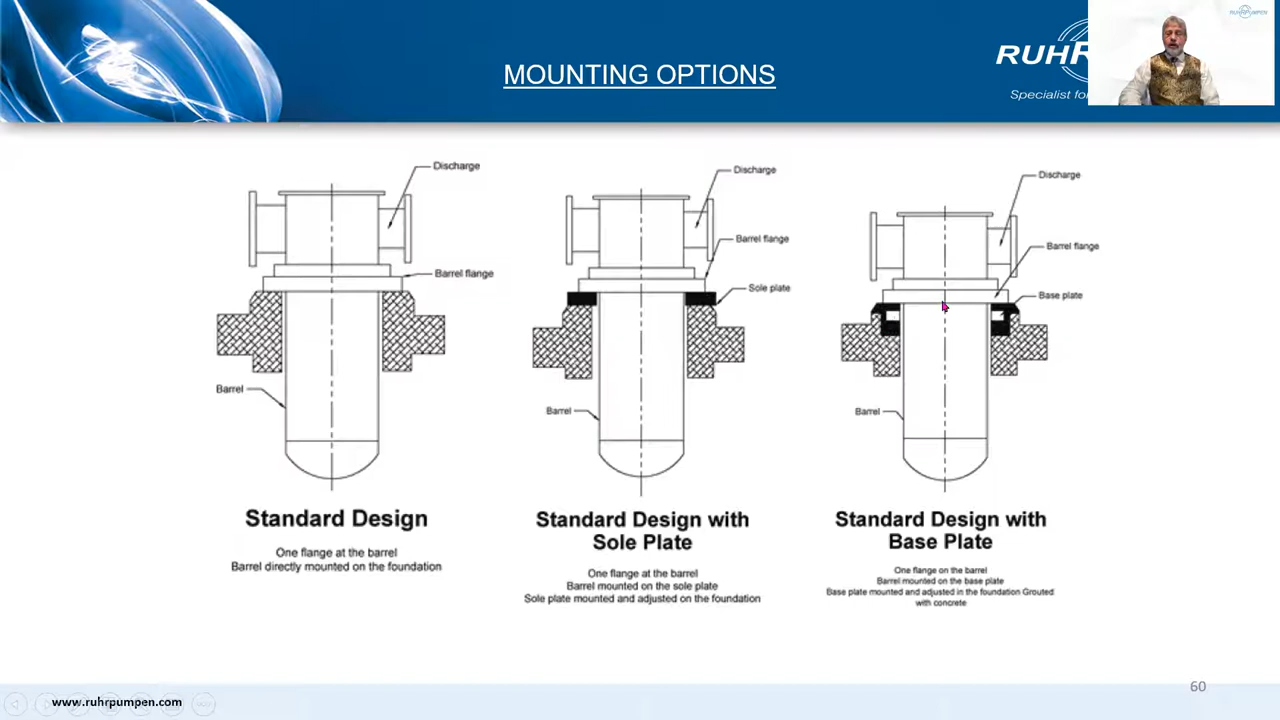 MOUNTING OPTIONS
RUHR
Specialist for
RUHRPUMPEN
Discharge
Barrel flange
Barrel
Discharge
Barrel flange
Sole plate
Barrel
Discharge
Barrel flange
Base plate
Barrel
Standard Design
One flange at the barrel
Barrel directly mounted on the foundation
Standard Design with
Sole Plate
One flange at the barrel
Barrel mounted on the sole plate
Sole plate mounted and adjusted on the foundation
Standard Design with
Base Plate
One flange on the barrel
Barrel mounted on the base plate
Base plate mounted and adjusted in the foundation Grouted
with concrete
60
www.ruhrpumpen.com